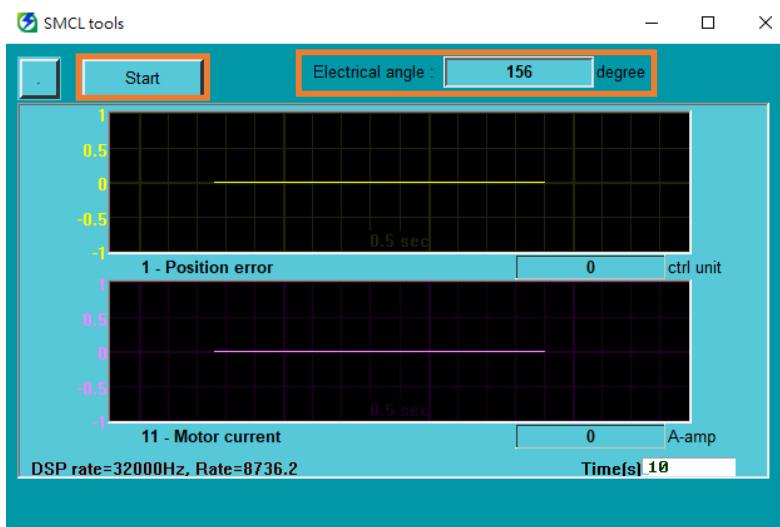 SMCL tools
.
Start
Electrical angle : 156 degree
1
0.5
0
-0.5
-1
0.5 sec
1 - Position error 0 ctrl unit
1
0.5
0
-0.5
-1
0.5 sec
11 - Motor current 0 A-amp
DSP rate=32000Hz, Rate=8736.2 Time(s) 10